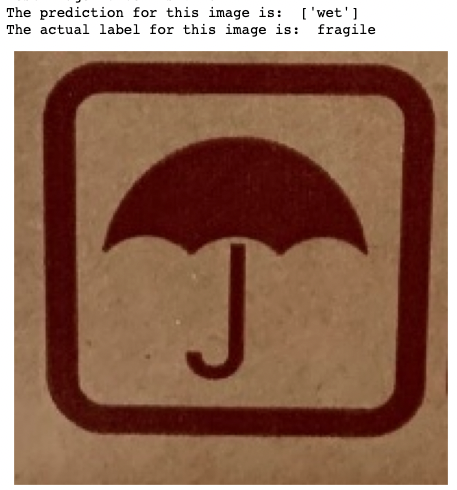 The prediction for this image is:  ['wet']
The actual label for this image is:  fragile